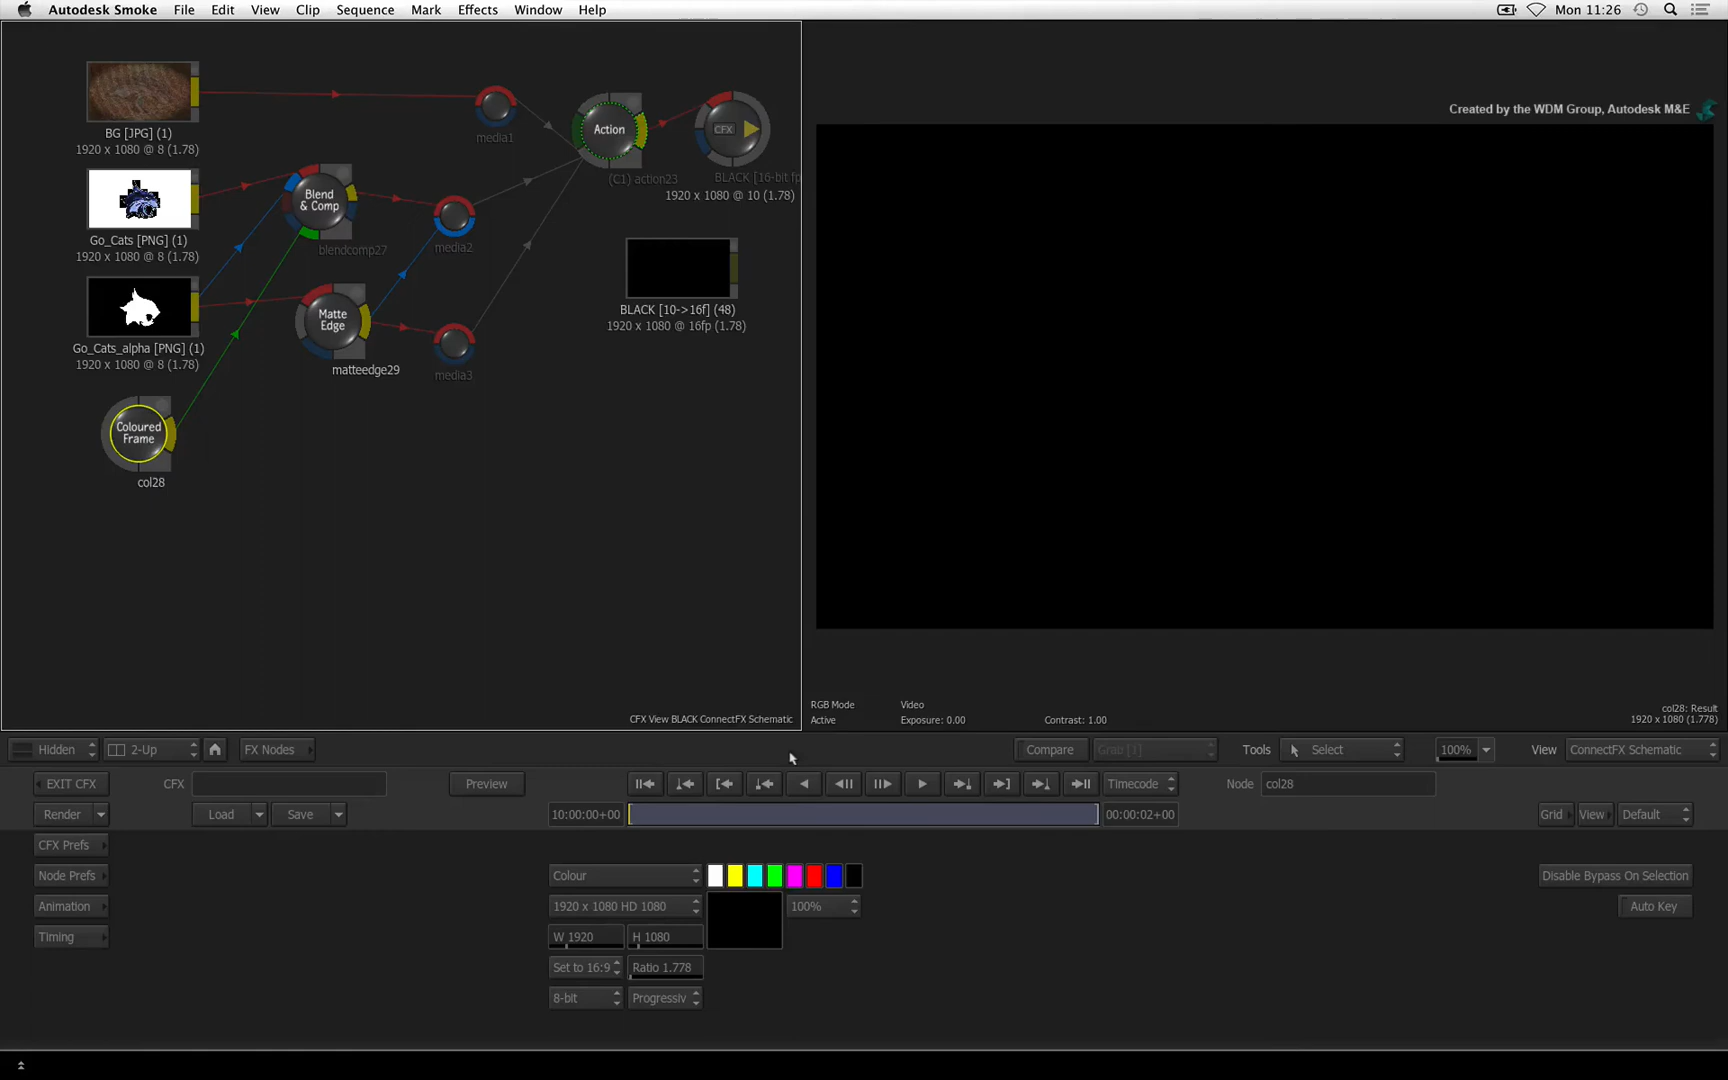 Autodesk Smoke File Edit View Clip Sequence Mark Effects Window Help Mon 11:26
Created by the WDM Group, Autodesk M&E
BG [JPG] (1)
1920 x 1080 @ 8 (1.78)
media1
Action
(C1) action23
CFX
BLACK [16-bit fp
1920 x 1080 @ 10 (1.78)
Go_Cats [PNG] (1)
1920 x 1080 @ 8 (1.78)
Blend
& Comp
blendcomp27
media2
BLACK [10->16f] (48)
1920 x 1080 @ 16fp (1.78)
Go_Cats_alpha [PNG] (1)
1920 x 1080 @ 8 (1.78)
Matte
Edge
matteedge29
media3
Coloured
Frame
col28
CFX View BLACK ConnectFX Schematic
RGB Mode Video
Active Exposure: 0.00 Contrast: 1.00
col28: Result
1920 x 1080 (1.778)
Hidden 2-Up FX Nodes Compare Grau [J] Tools Select 100% View ConnectFX Schematic
EXIT CFX CFX Preview Timecode Node col28
Render Load Save 10:00:00+00 00:00:02+00 Grid View Default
CFX Prefs
Node Prefs Colour Disable Bypass On Selection
Animation 1920 x 1080 HD 1080 100% Auto Key
Timing W 1920 H 1080
Set to 16:9 Ratio 1.778
8-bit Progressiv